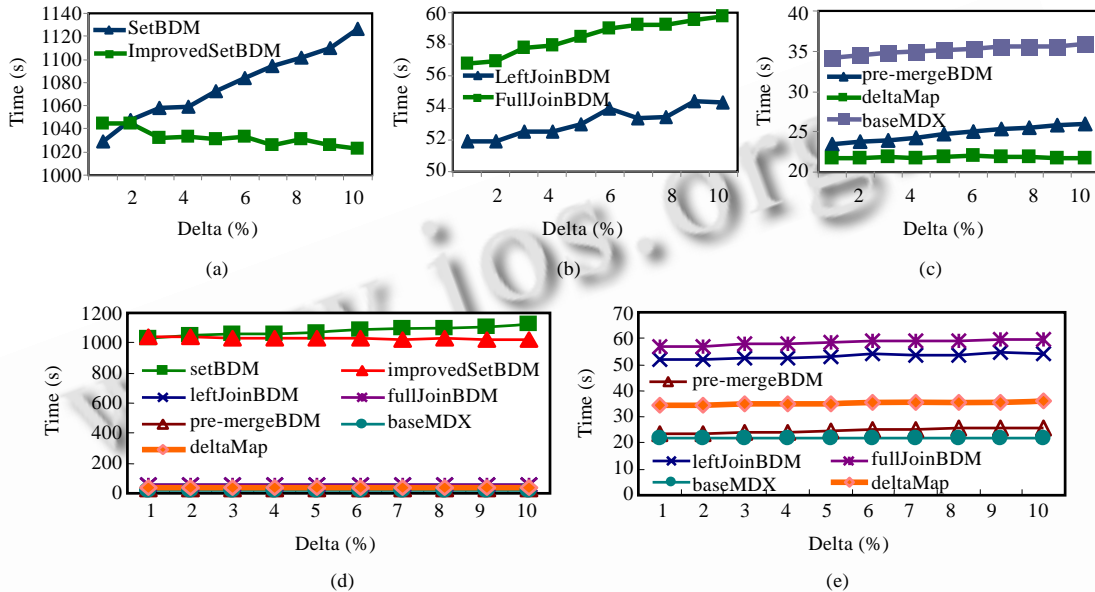 1140
1120
1100
1080
1060
1040
1020
1000
Time (s)
SetBDM
ImprovedSetBDM
2 4 6 8 10
Delta (%)
(a)
60
58
56
54
52
50
Time (s)
LeftJoinBDM
FullJoinBDM
2 4 6 8 10
Delta (%)
(b)
40
35
30
25
20
Time (s)
pre-mergeBDM
deltaMap
baseMDX
2 4 6 8 10
Delta (%)
(c)
1200
1000
800
600
400
200
0
Time (s)
setBDM improvedSetBDM
leftJoinBDM fullJoinBDM
pre-mergeBDM baseMDX
deltaMap
1 2 3 4 5 6 7 8 9 10
Delta (%)
(d)
70
60
50
40
30
20
10
0
Time (s)
pre-mergeBDM
leftJoinBDM fullJoinBDM
baseMDX deltaMap
1 2 3 4 5 6 7 8 9 10
Delta (%)
(e)